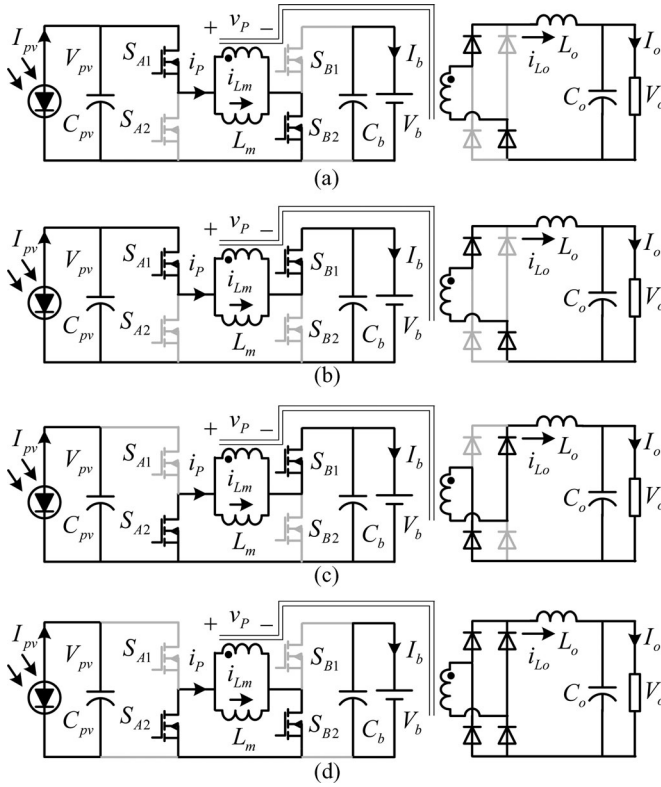 + v_P −
I_pv V_pv S_A1 i_P i_Lm S_B1 I_b L_o I_o
C_pv S_A2 L_m S_B2 C_b V_b i_Lo C_o V_o
(a)
+ v_P −
I_pv V_pv S_A1 i_P i_Lm S_B1 I_b L_o I_o
C_pv S_A2 L_m S_B2 C_b V_b i_Lo C_o V_o
(b)
+ v_P −
I_pv V_pv S_A1 i_P i_Lm S_B1 I_b L_o I_o
C_pv S_A2 L_m S_B2 C_b V_b i_Lo C_o V_o
(c)
+ v_P −
I_pv V_pv S_A1 i_P i_Lm S_B1 I_b L_o I_o
C_pv S_A2 L_m S_B2 C_b V_b i_Lo C_o V_o
(d)